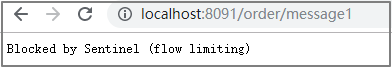 localhost:8091/order/message1
Blocked by Sentinel (flow limiting)